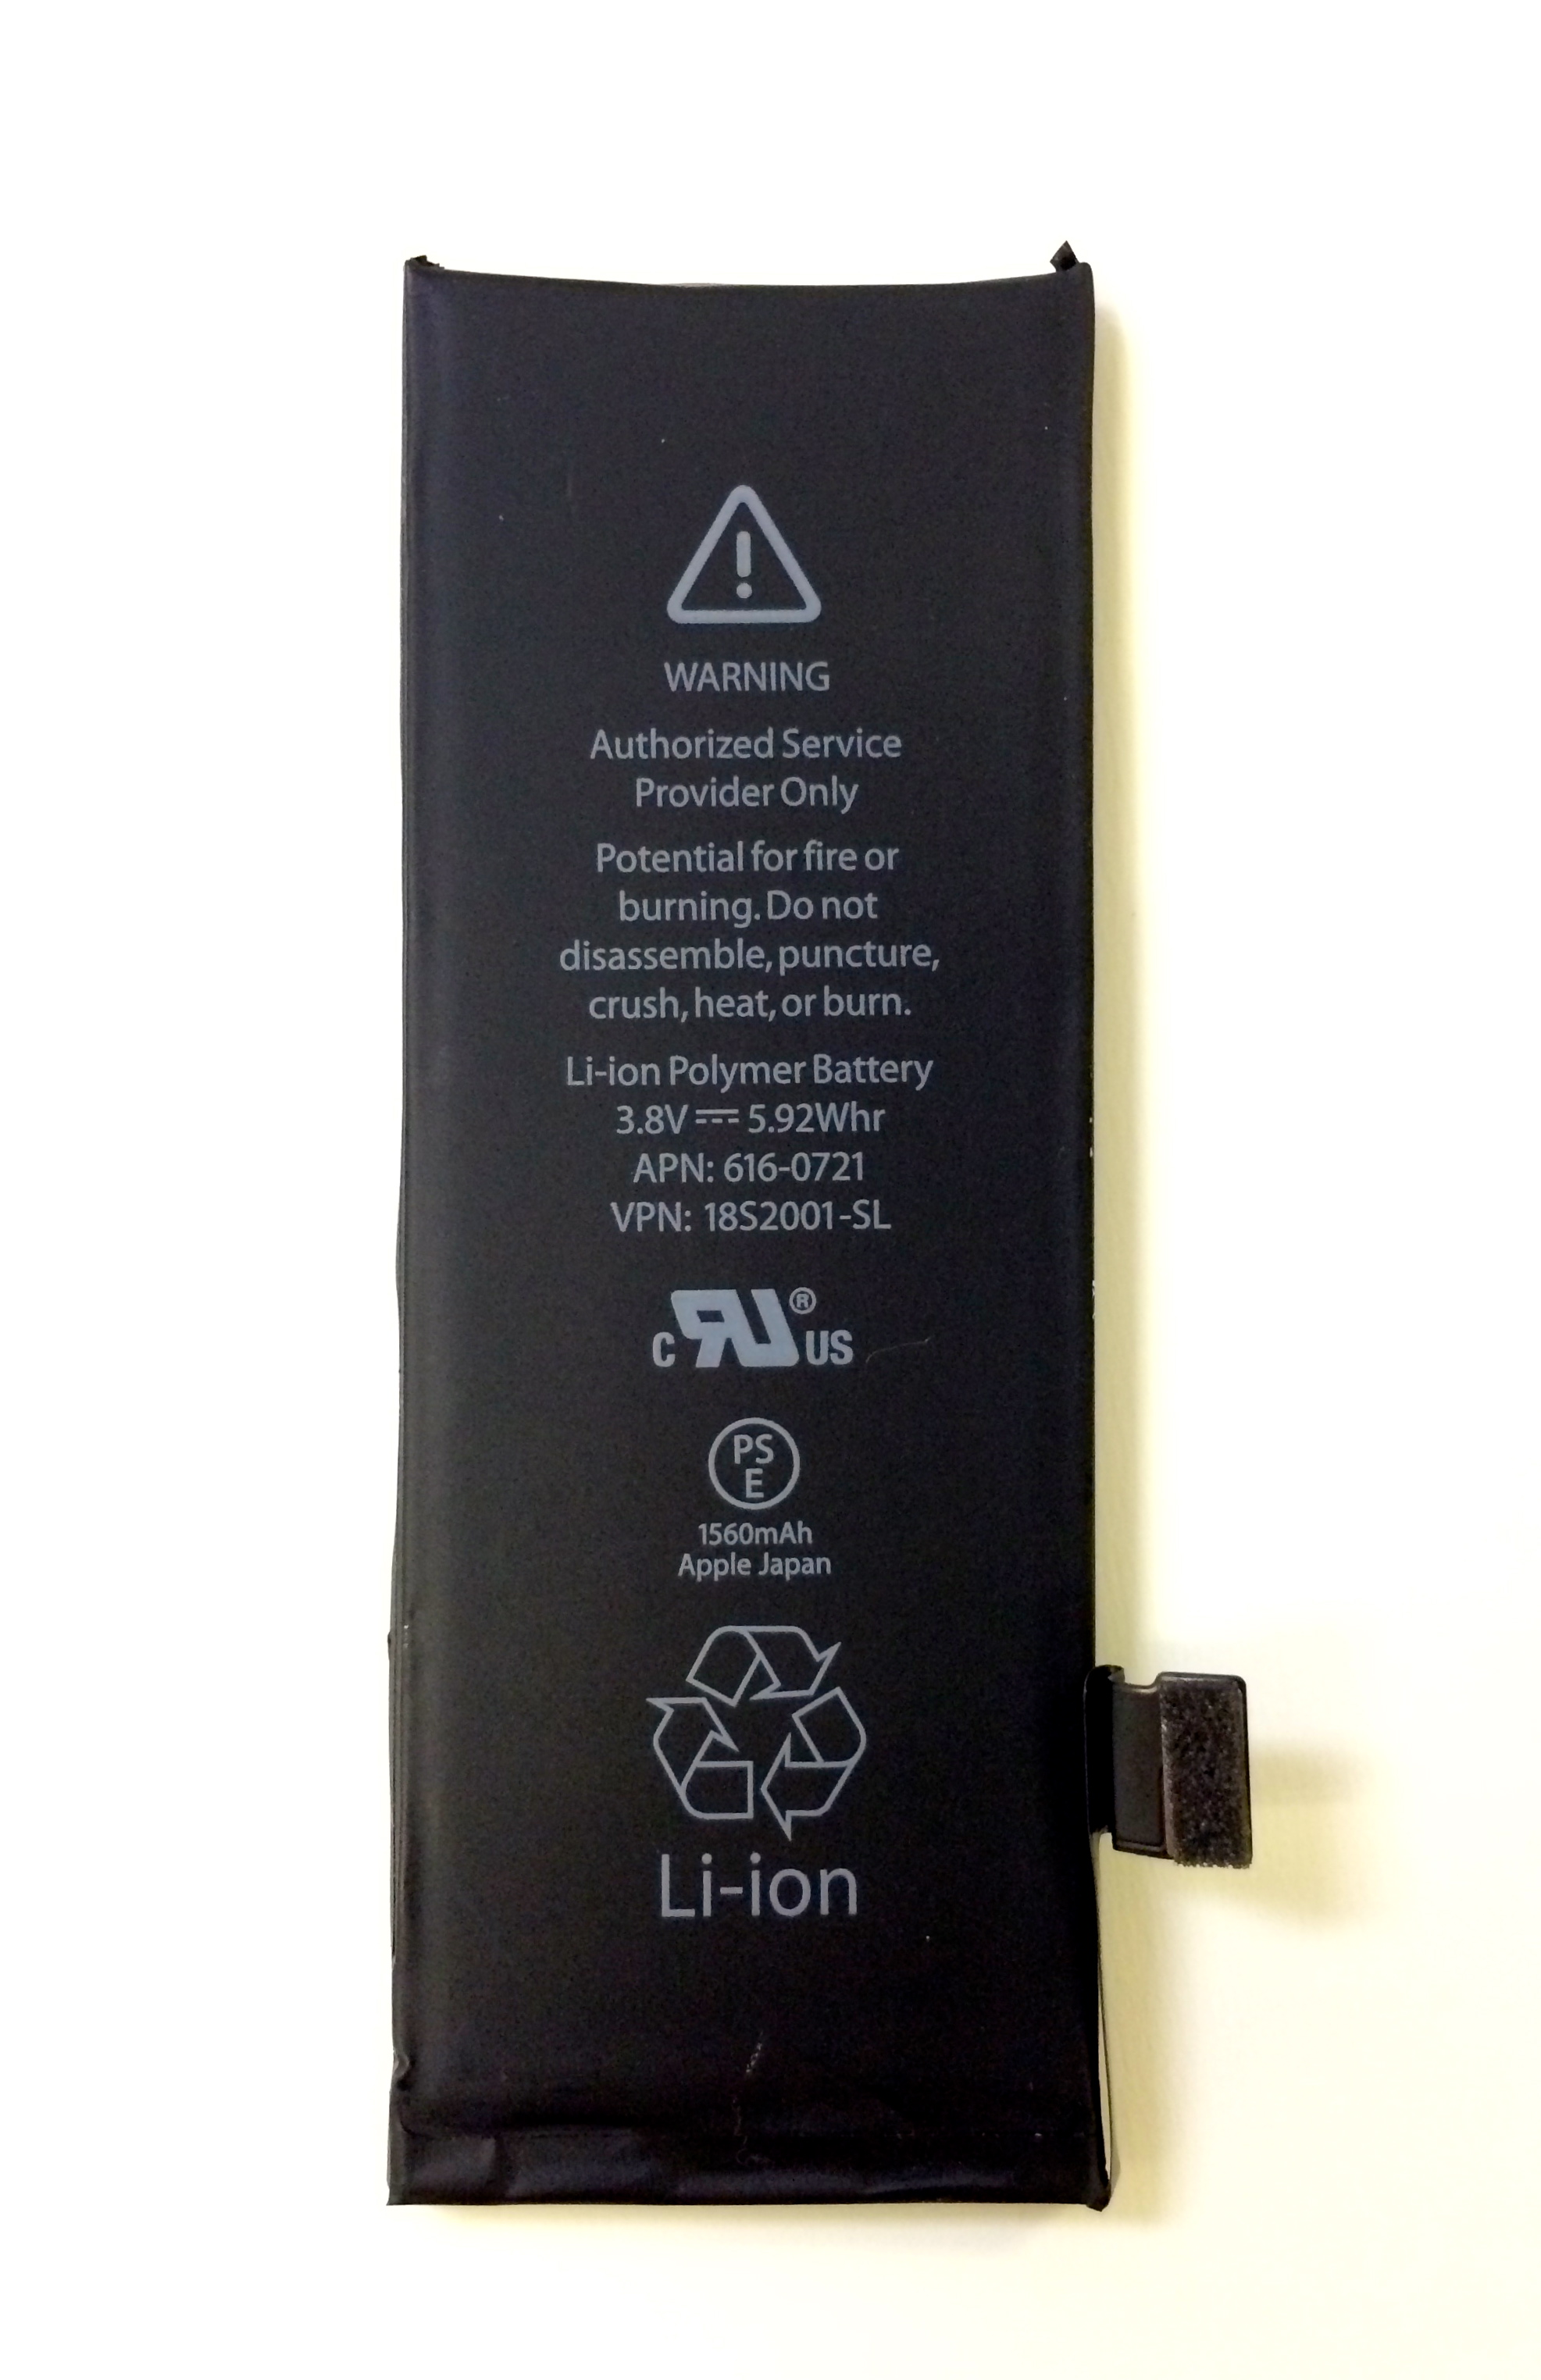 WARNING
Authorized Service
Provider Only
Potential for fire or
burning. Do not
disassemble, puncture,
crush, heat, or burn.
Li-ion Polymer Battery
3.8V ⎓ 5.92Whr
APN: 616-0721
VPN: 18S2001-SL
c RU ® US
PS
E
1560mAh
Apple Japan
Li-ion